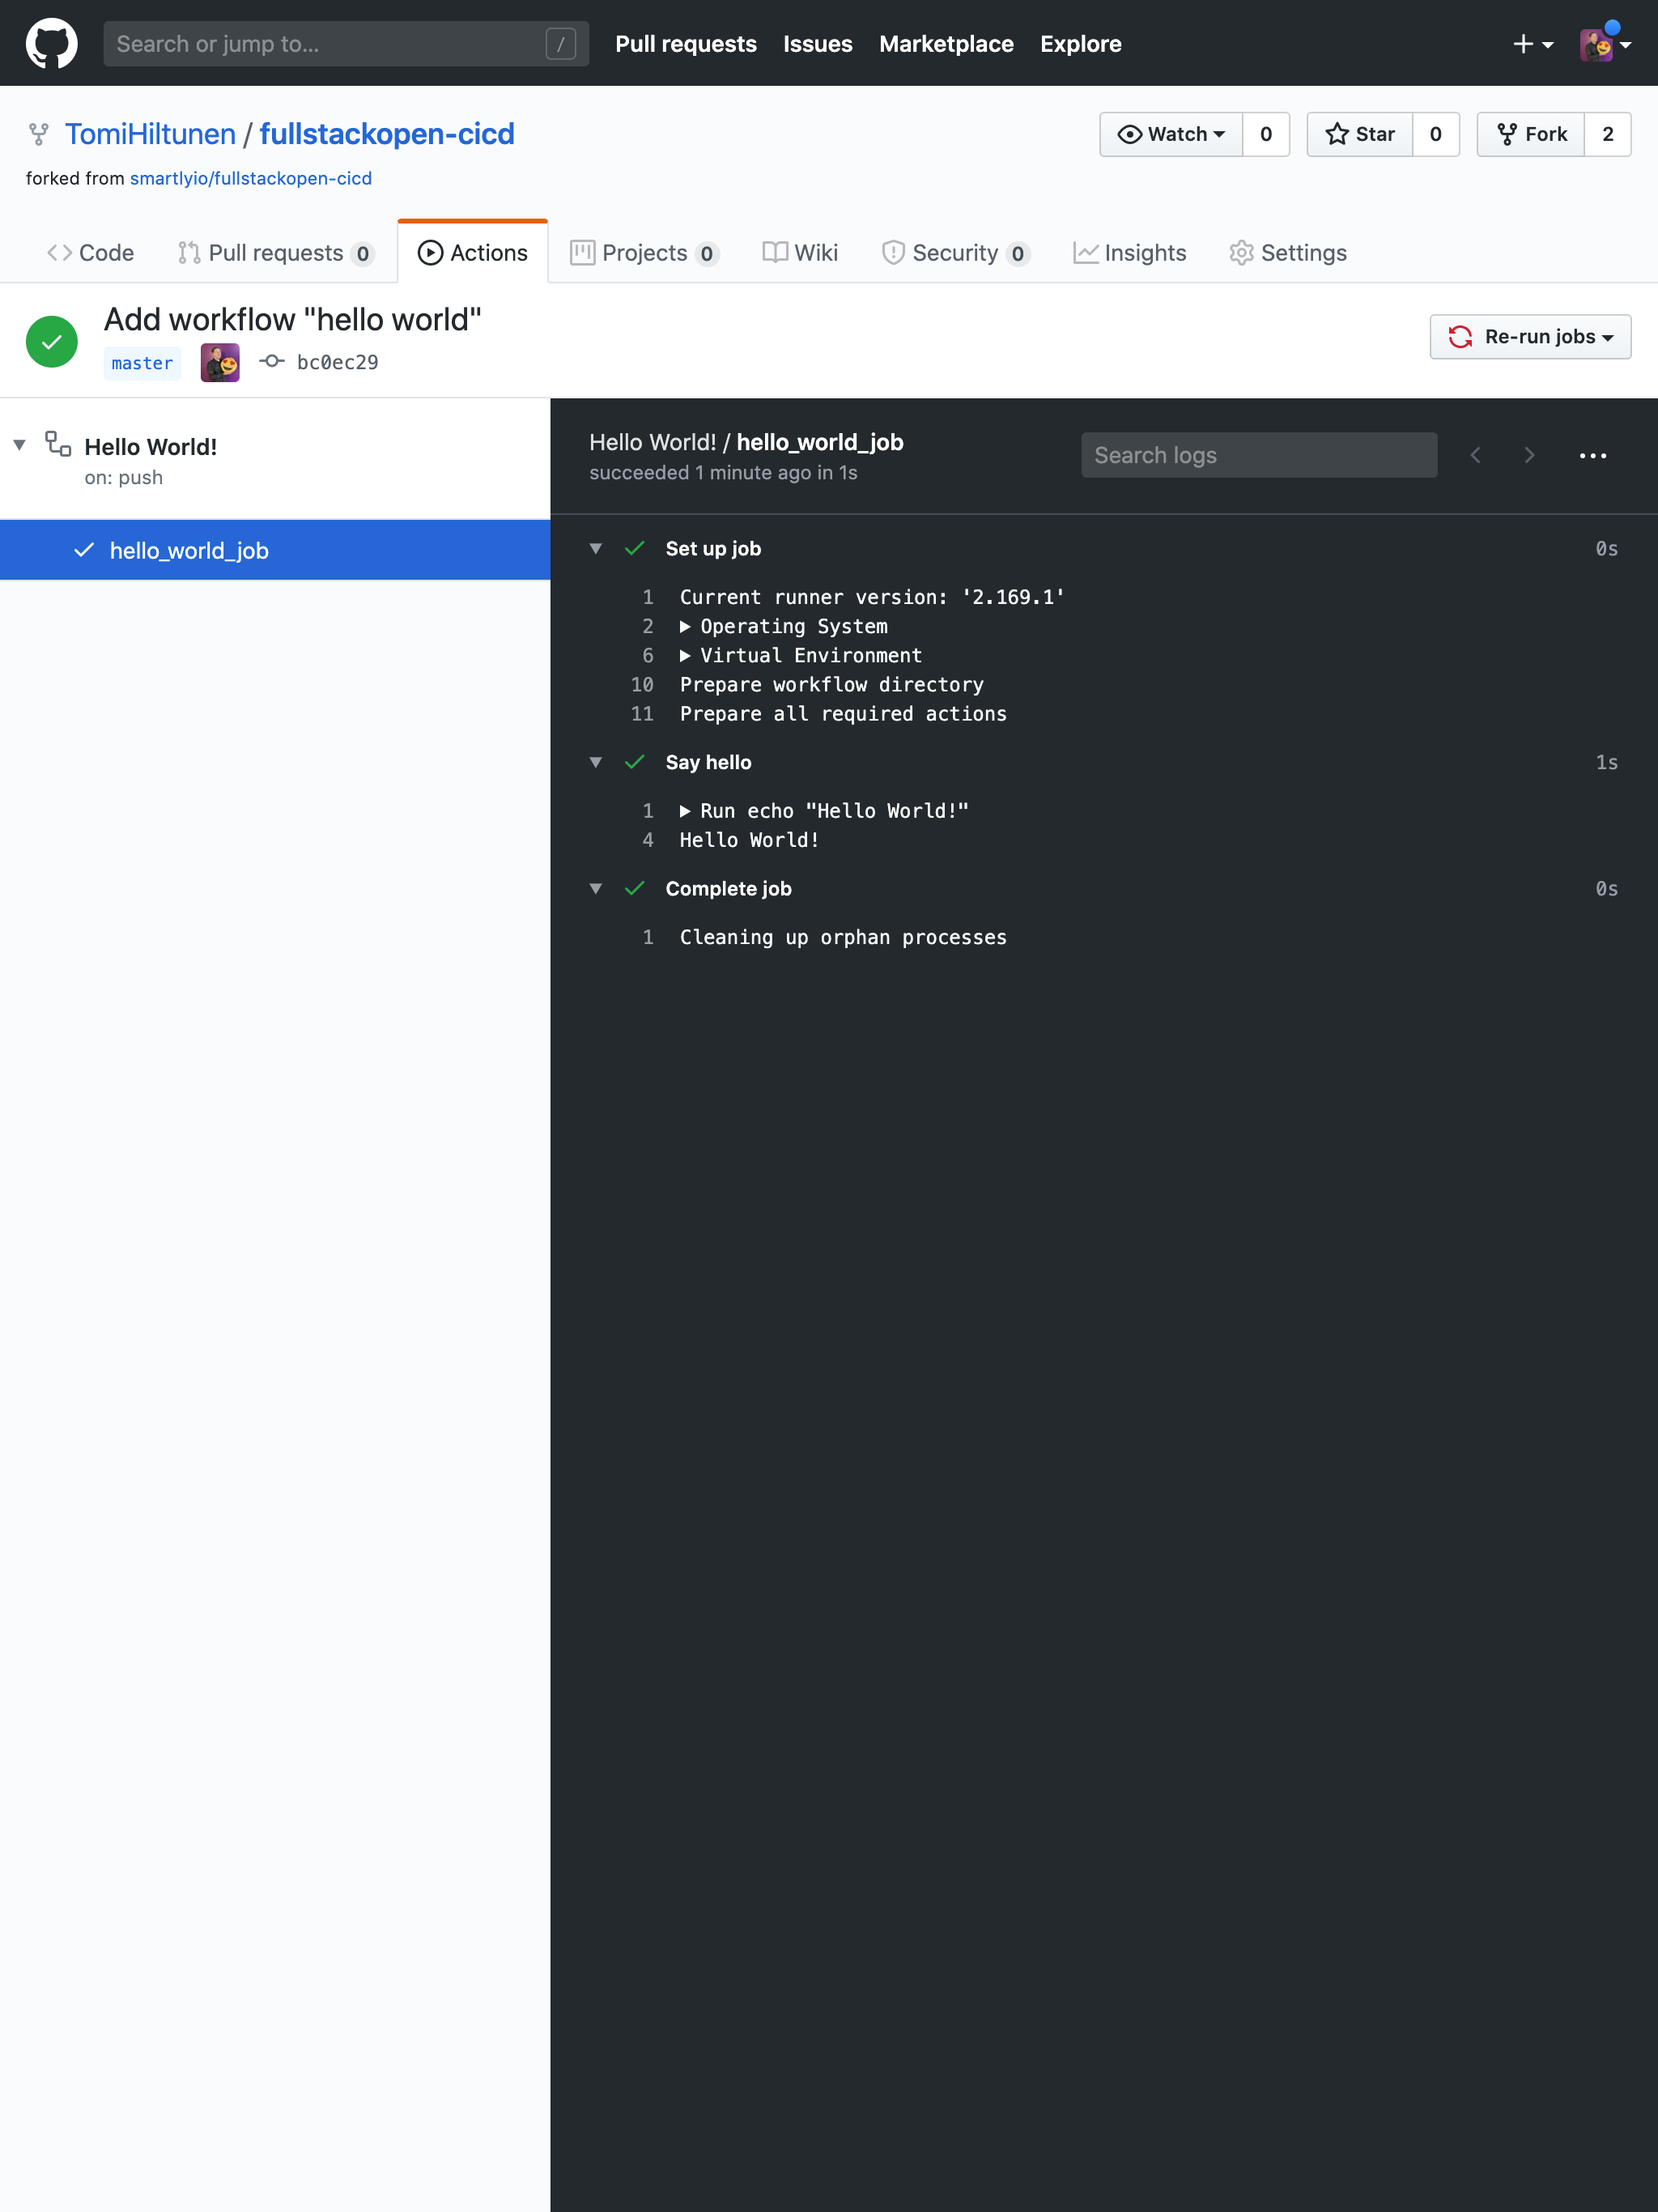 Search or jump to... /
Pull requests Issues Marketplace Explore
TomiHiltunen / fullstackopen-cicd
Watch 0 Star 0 Fork 2
forked from smartlyio/fullstackopen-cicd
Code Pull requests 0 Actions Projects 0 Wiki Security 0 Insights Settings
Add workflow "hello world"
master bc0ec29
Re-run jobs
Hello World!
on: push
hello_world_job
Hello World! / hello_world_job
succeeded 1 minute ago in 1s
Search logs
Set up job 0s
1 Current runner version: '2.169.1'
2 Operating System
6 Virtual Environment
10 Prepare workflow directory
11 Prepare all required actions
Say hello 1s
1 Run echo "Hello World!"
4 Hello World!
Complete job 0s
1 Cleaning up orphan processes